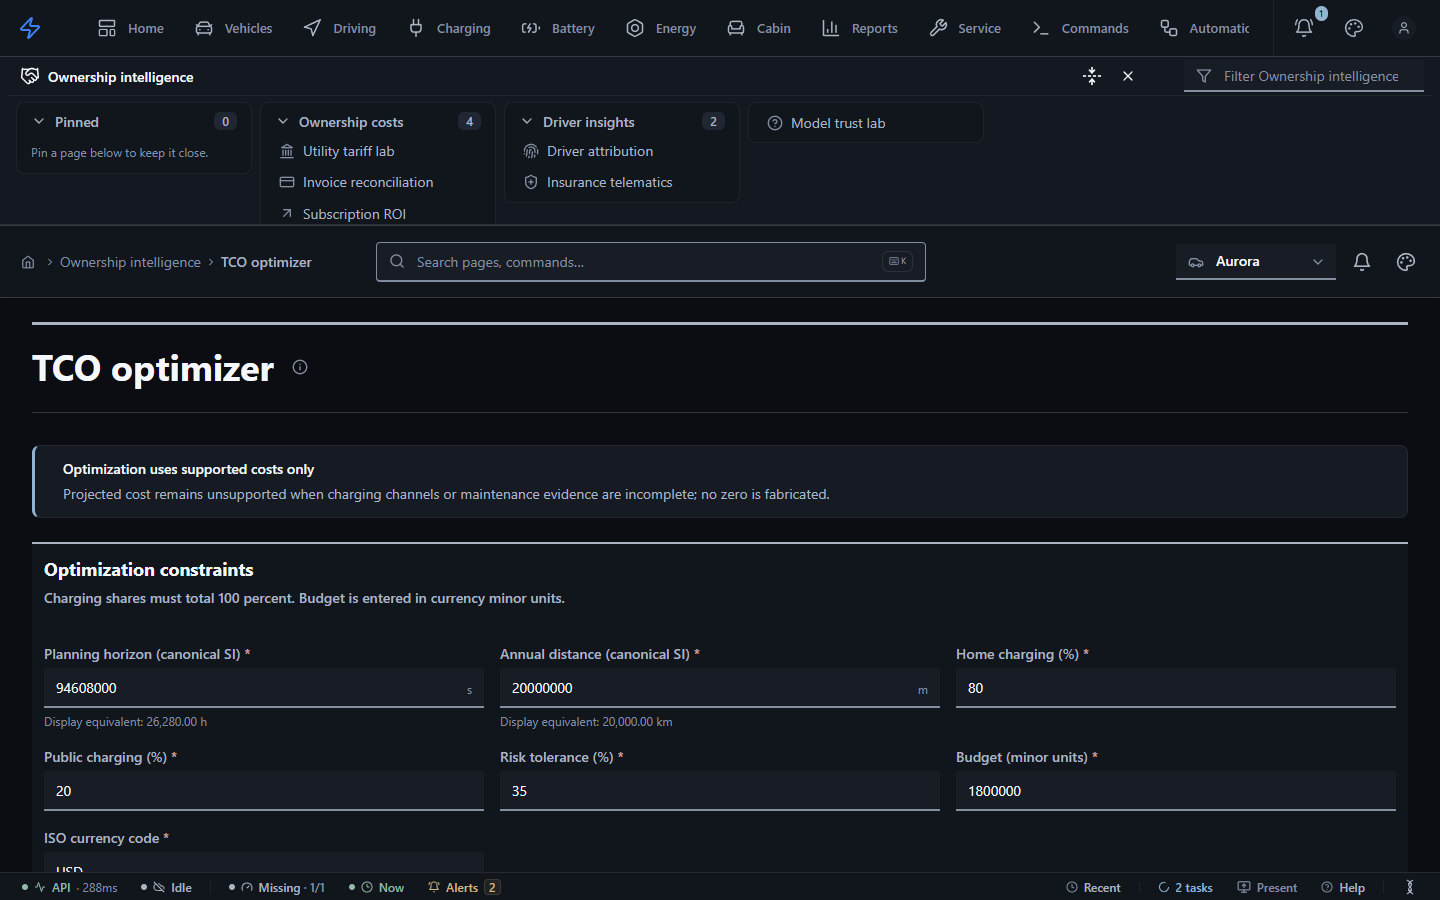 Home
Vehicles
Driving
Charging
Battery
Energy
Cabin
Reports
Service
Commands
Automatic
1
Ownership intelligence
Filter Ownership intelligence
Pinned
0
Pin a page below to keep it close.
Ownership costs
4
Utility tariff lab
Invoice reconciliation
Subscription ROI
Driver insights
2
Driver attribution
Insurance telematics
Model trust lab
Ownership intelligence
TCO optimizer
Search pages, commands...
K
Aurora
TCO optimizer
Optimization uses supported costs only
Projected cost remains unsupported when charging channels or maintenance evidence are incomplete; no zero is fabricated.
Optimization constraints
Charging shares must total 100 percent. Budget is entered in currency minor units.
Planning horizon (canonical SI) *
94608000
s
Display equivalent: 26,280.00 h
Annual distance (canonical SI) *
20000000
m
Display equivalent: 20,000.00 km
Home charging (%) *
80
Public charging (%) *
20
Risk tolerance (%) *
35
Budget (minor units) *
1800000
ISO currency code *
USD
API · 288ms
Idle
Missing · 1/1
Now
Alerts 2
Recent
2 tasks
Present
Help